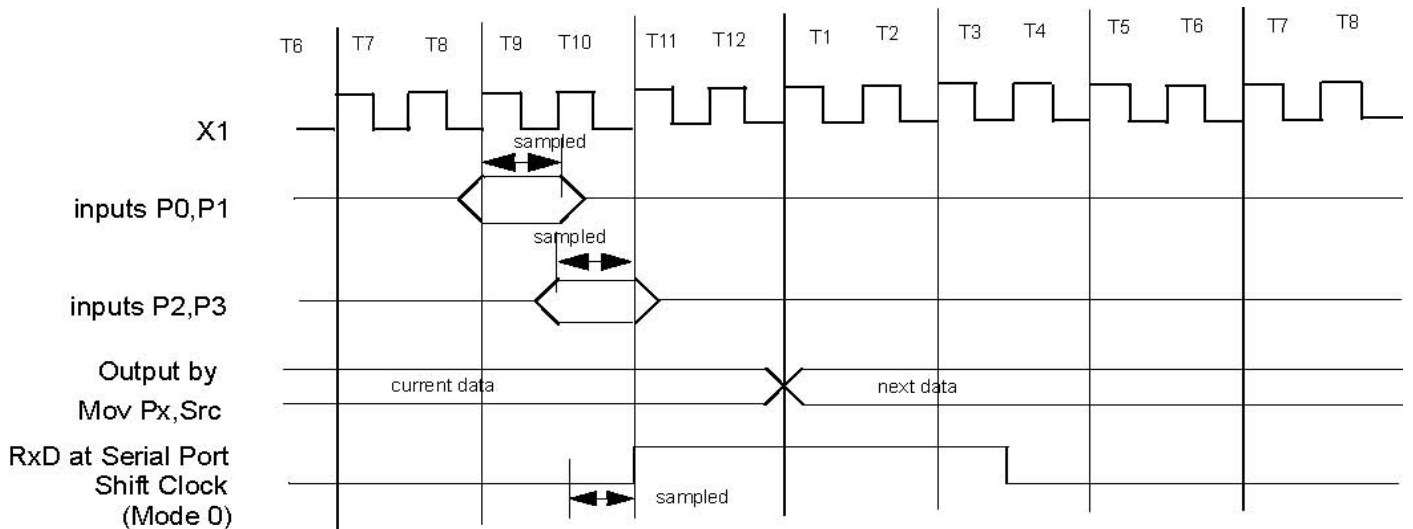 T6 T7 T8 T9 T10 T11 T12 T1 T2 T3 T4 T5 T6 T7 T8
X1
sampled
inputs P0,P1
sampled
inputs P2,P3
Output by
Mov Px,Src
current data
next data
RxD at Serial Port
Shift Clock
(Mode 0)
sampled